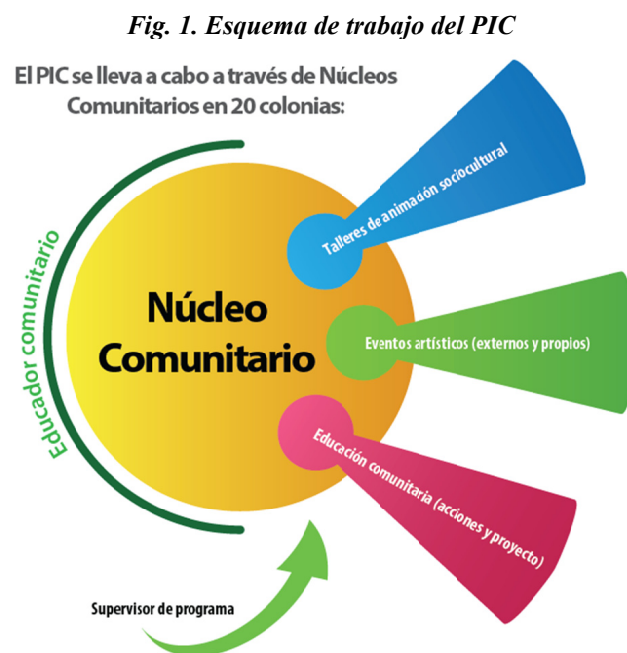 Fig. 1. Esquema de trabajo del PIC
El PIC se lleva a cabo a través de Núcleos
Comunitarios en 20 colonias:
Educador comunitario
Núcleo
Comunitario
Talleres de animación sociocultural
Eventos artísticos (externos y propios)
Educación comunitaria (acciones y proyecto)
Supervisor de programa